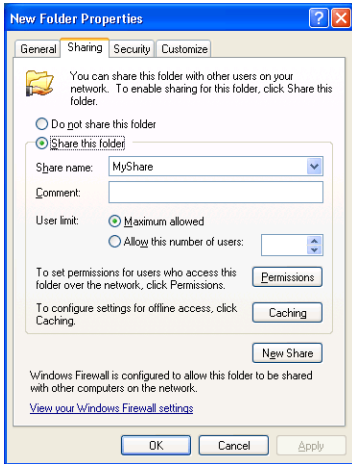 New Folder Properties
General Sharing Security Customize
You can share this folder with other users on your
network. To enable sharing for this folder, click Share this
folder.
Do not share this folder
Share this folder
Share name: MyShare
Comment:
User limit: Maximum allowed
Allow this number of users:
To set permissions for users who access this
folder over the network, click Permissions.
Permissions
To configure settings for offline access, click
Caching.
Caching
New Share
Windows Firewall is configured to allow this folder to be shared
with other computers on the network.
View your Windows Firewall settings
OK Cancel Apply